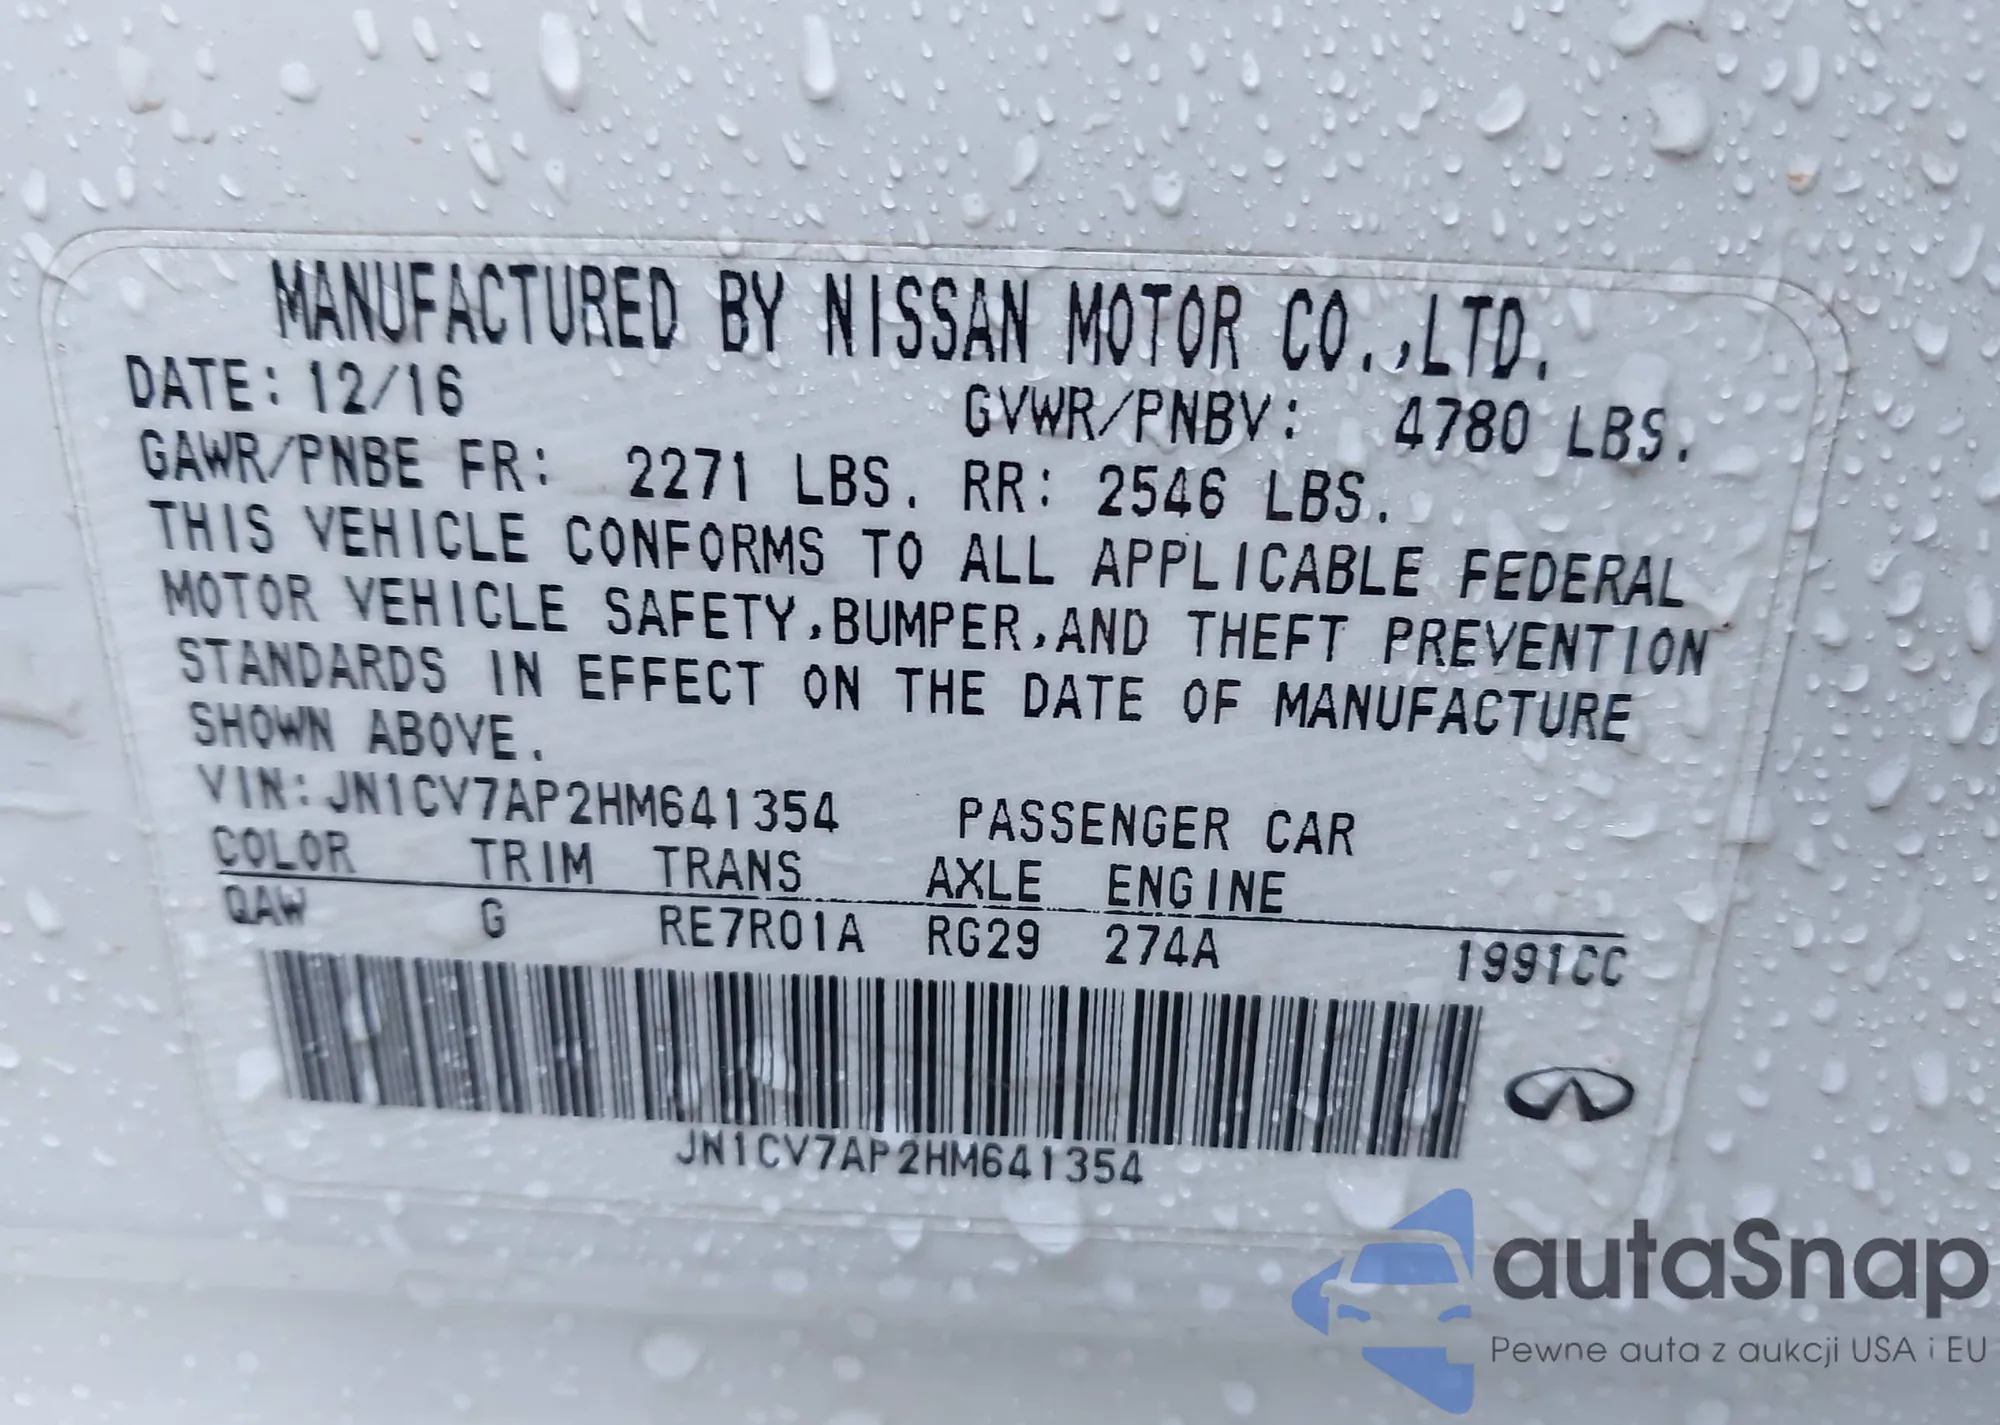 MANUFACTURED BY NISSAN MOTOR CO.,LTD.
DATE: 12/16 GVWR/PNBV: 4780 LBS.
GAWR/PNBE FR: 2271 LBS. RR: 2546 LBS.
THIS VEHICLE CONFORMS TO ALL APPLICABLE FEDERAL
MOTOR VEHICLE SAFETY,BUMPER,AND THEFT PREVENTION
STANDARDS IN EFFECT ON THE DATE OF MANUFACTURE
SHOWN ABOVE.
VIN:JN1CV7AP2HM641354 PASSENGER CAR
COLOR TRIM TRANS AXLE ENGINE
QAW G RE7R01A RG29 274A 1991CC
JN1CV7AP2HM641354
autaSnap
Pewne auta z aukcji USA i EU